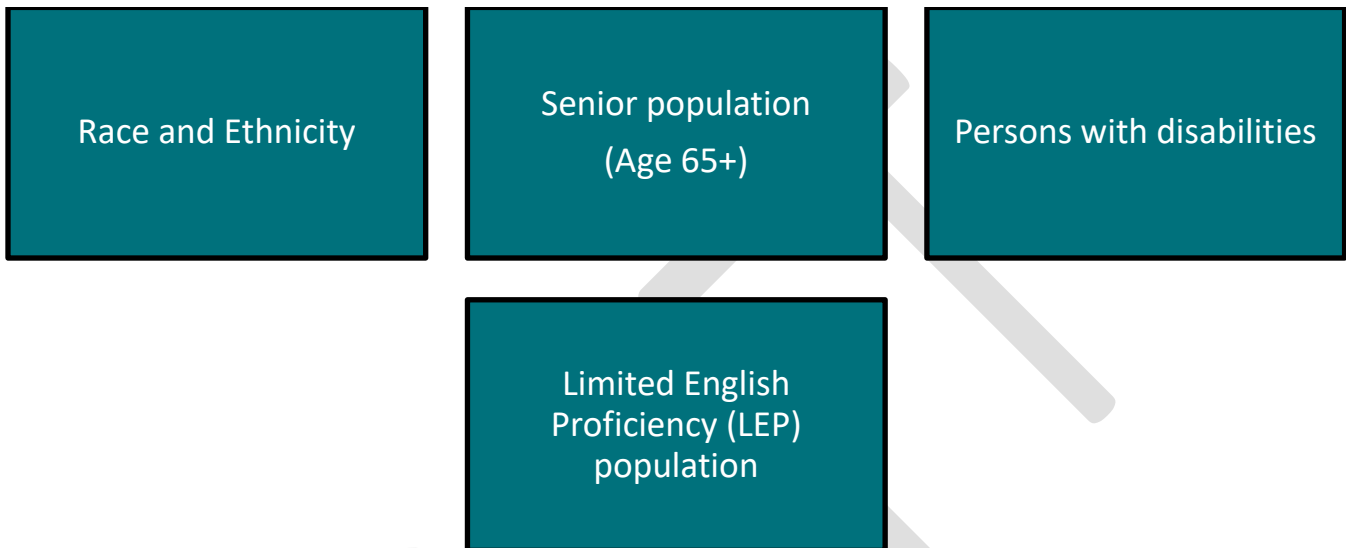 Race and Ethnicity
Senior population
(Age 65+)
Persons with disabilities
Limited English
Proficiency (LEP)
population